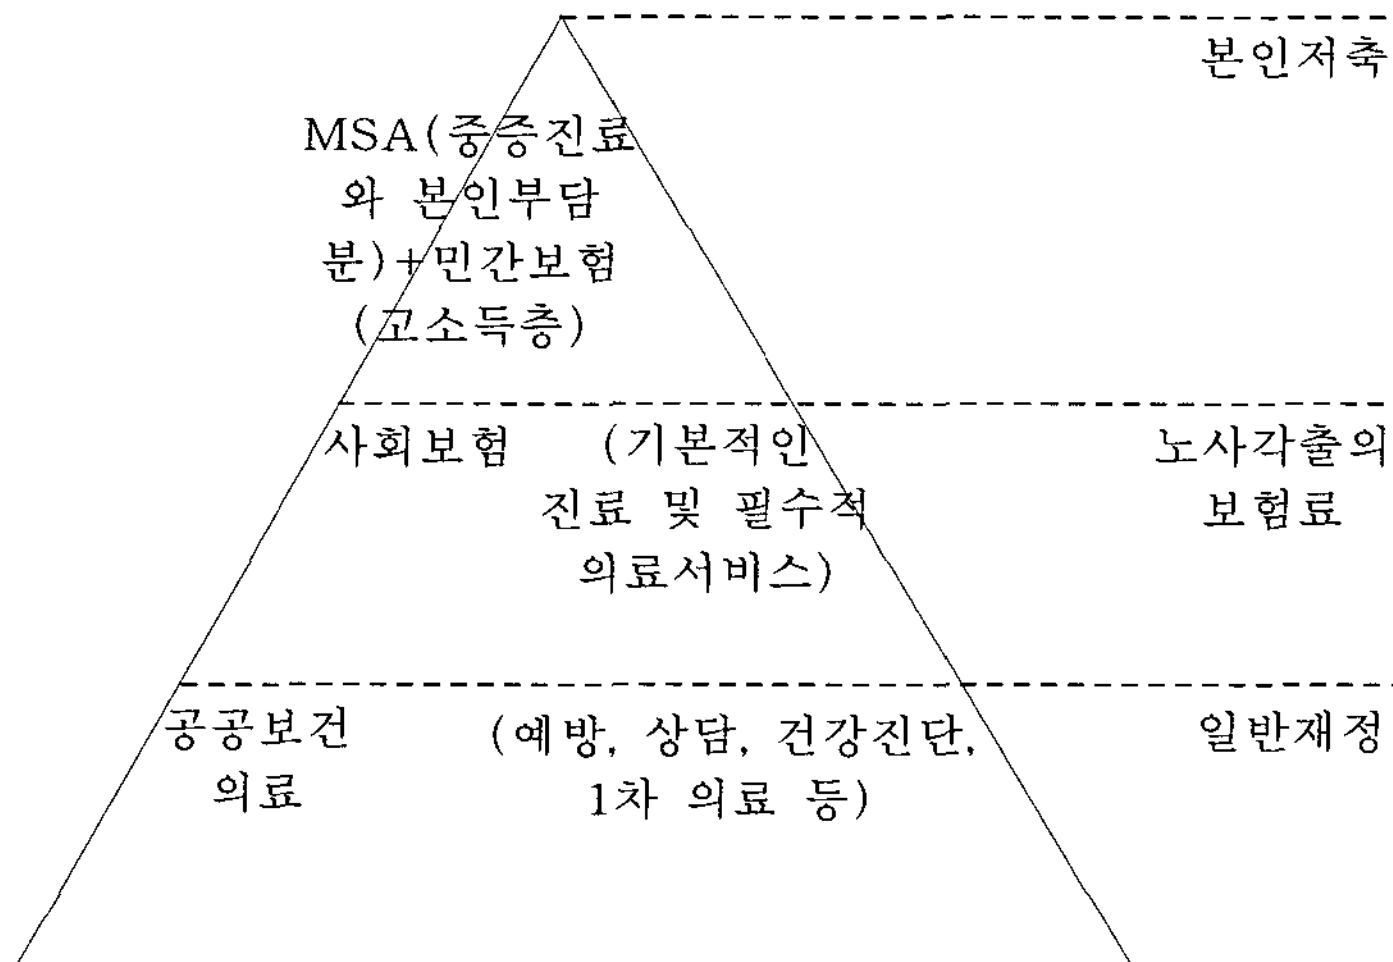 본인저축
MSA(중증진료
와 본인부담
분)+민간보험
(고소득층)
사회보험 (기본적인
진료 및 필수적
의료서비스)
노사각출의
보험료
공공보건
의료
(예방, 상담, 건강진단,
1차 의료 등)
일반재정